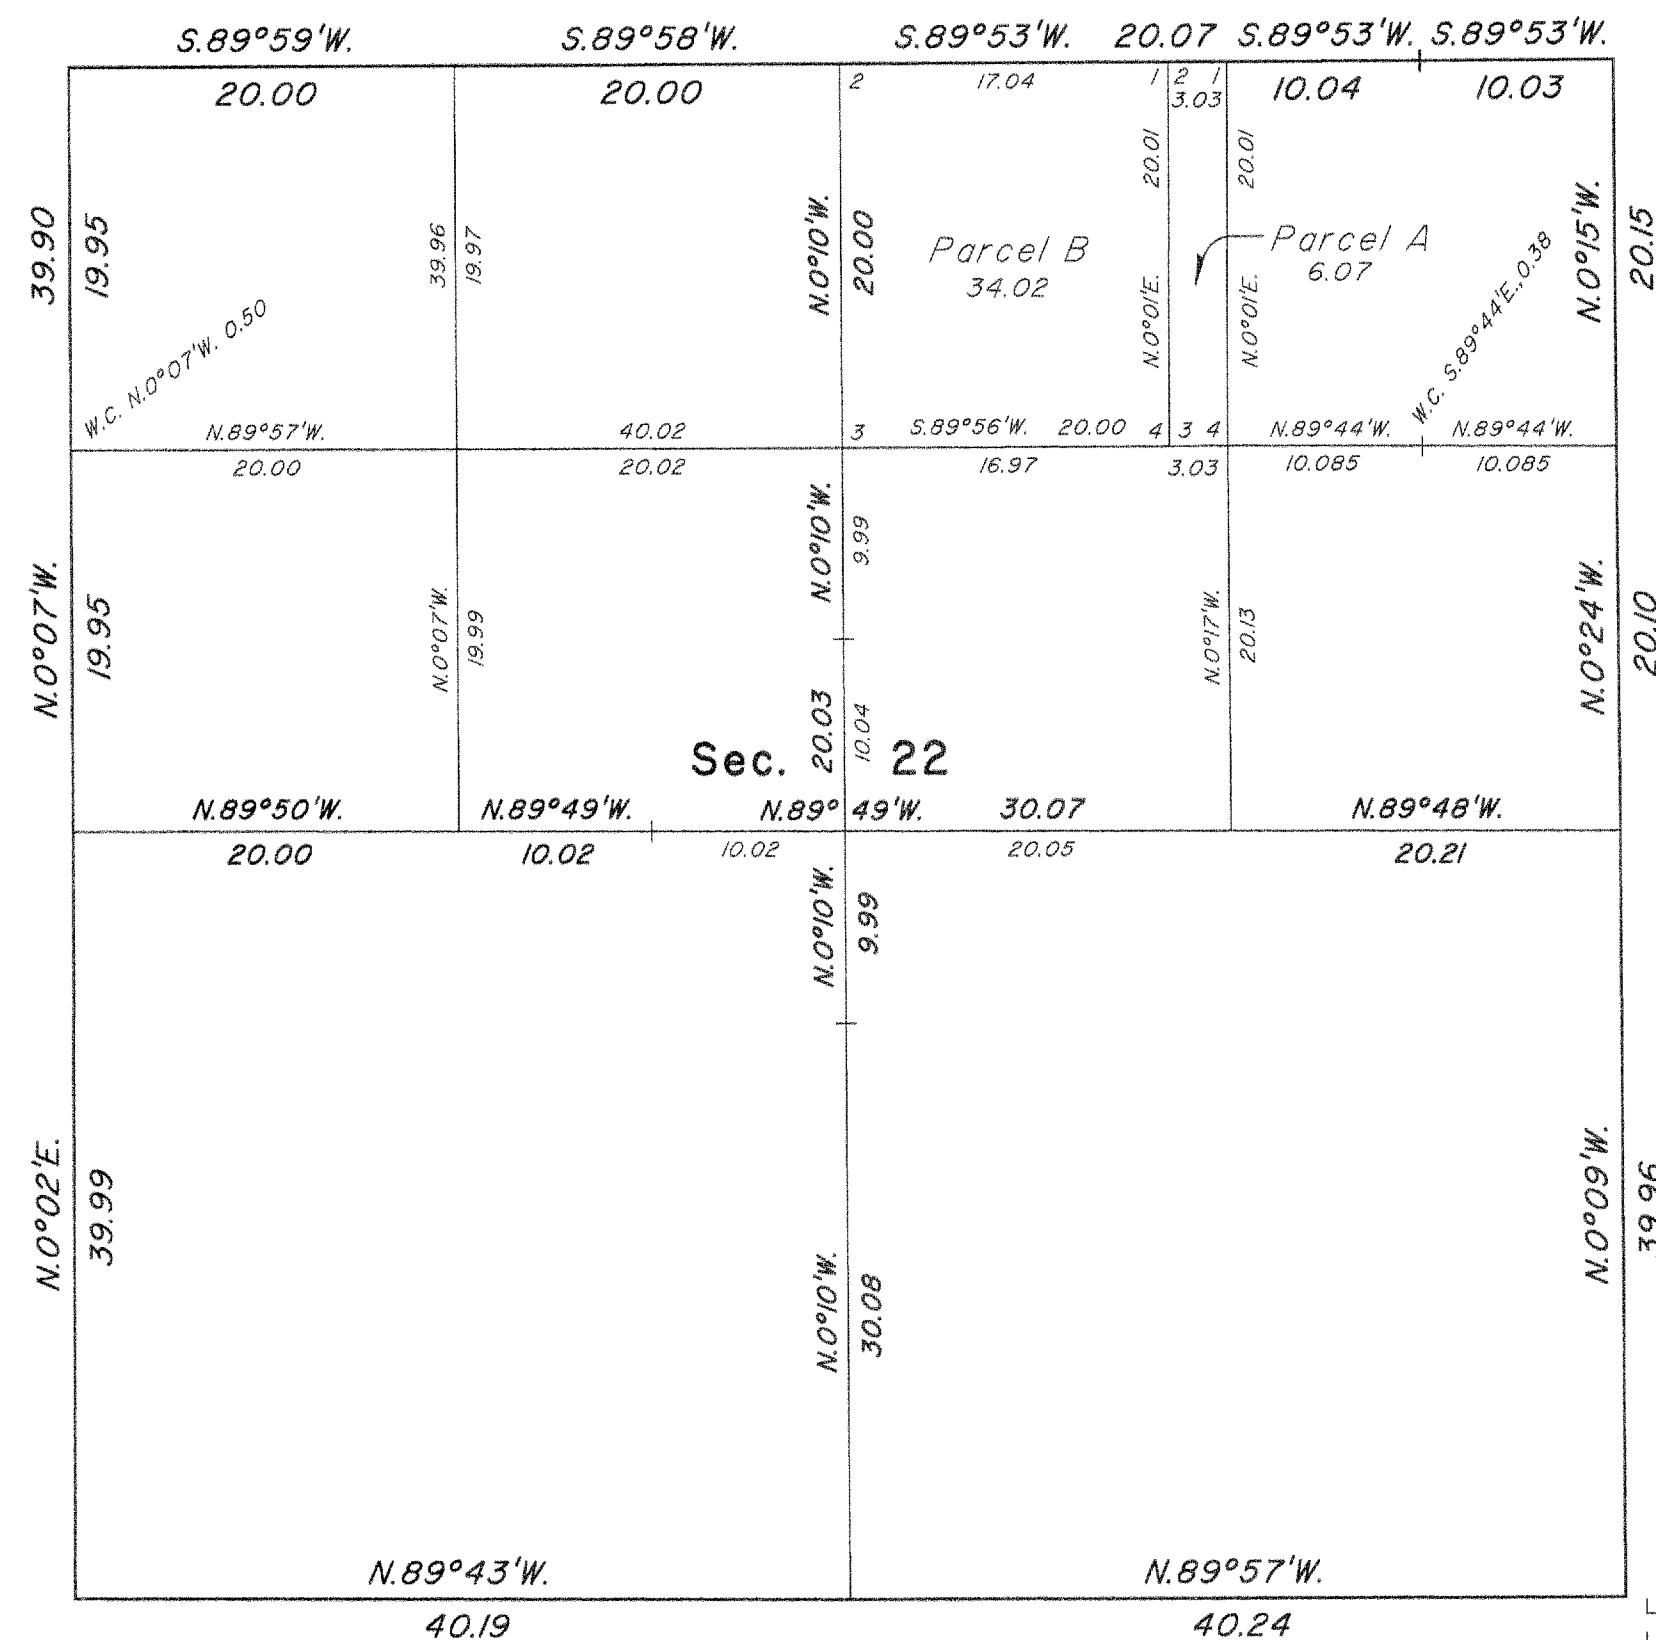 S.89°59'W. S.89°58'W. S.89°53'W. 20.07 S.89°53'W. S.89°53'W.
20.00 20.00 2 17.04 1 2 1 10.04 10.03
3.03
39.90 19.95 39.96 19.97 N.0°10'W. 20.00 20.01 20.01 N.0°15'W. 20.15
Parcel B Parcel A
34.02 6.07
N.0°01'E. N.0°01'E.
W.C. N.0°07'W. 0.50
W.C. S.89°44'E., 0.38
N.89°57'W. 40.02 3 S.89°56'W. 20.00 4 3 4 N.89°44'W. N.89°44'W.
20.00 20.02 16.97 3.03 10.085 10.085
N.0°10'W. 9.99
N.0°07'W. 19.95 N.0°07'W. 19.99 N.0°17'W. 20.13 N.0°24'W. 20.10
20.03 10.04
Sec. 22
N.89°50'W. N.89°49'W. N.89°49'W. 30.07 N.89°48'W.
20.00 10.02 10.02 20.05 20.21
N.0°10'W. 9.99
N.0°02'E. 39.99 N.0°09'W. 39.96
N.0°10'W. 30.08
N.89°43'W. N.89°57'W.
40.19 40.24